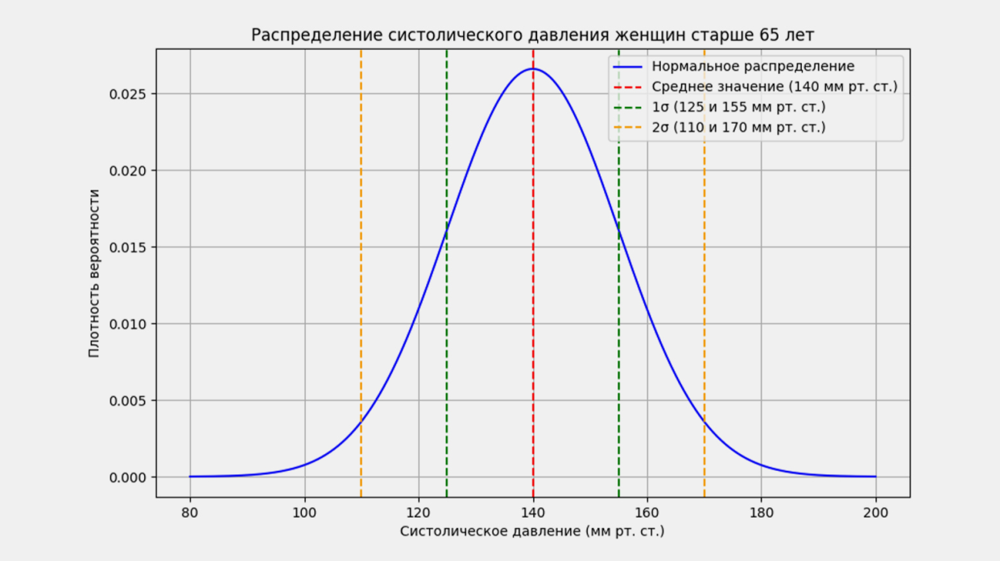 Распределение систолического давления женщин старше 65 лет
Нормальное распределение
Среднее значение (140 мм рт. ст.)
1σ (125 и 155 мм рт. ст.)
2σ (110 и 170 мм рт. ст.)
Плотность вероятности
0.025
0.020
0.015
0.010
0.005
0.000
80 100 120 140 160 180 200
Систолическое давление (мм рт. ст.)